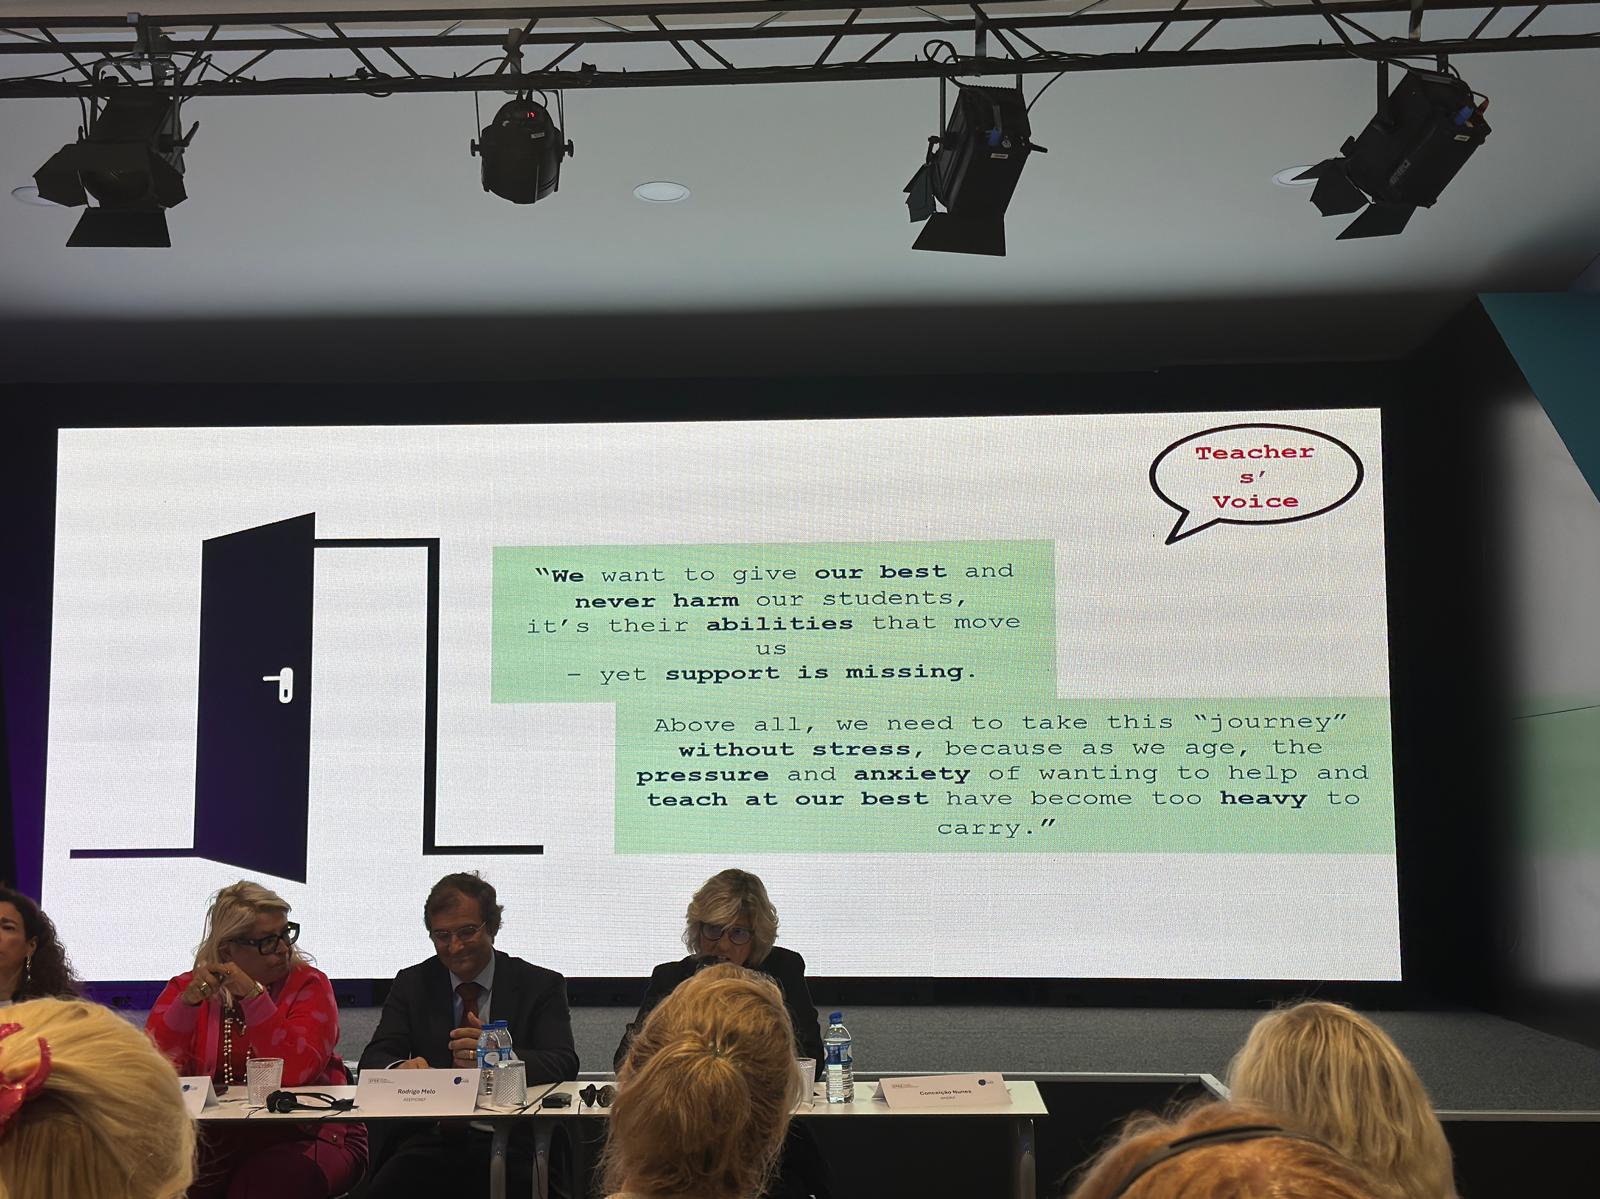 Teacher
s'
Voice
"We want to give our best and
never harm our students,
it's their abilities that move
us
– yet support is missing.
Above all, we need to take this "journey"
without stress, because as we age, the
pressure and anxiety of wanting to help and
teach at our best have become too heavy to
carry."
Rodrigo Melo
Conceição Nunes